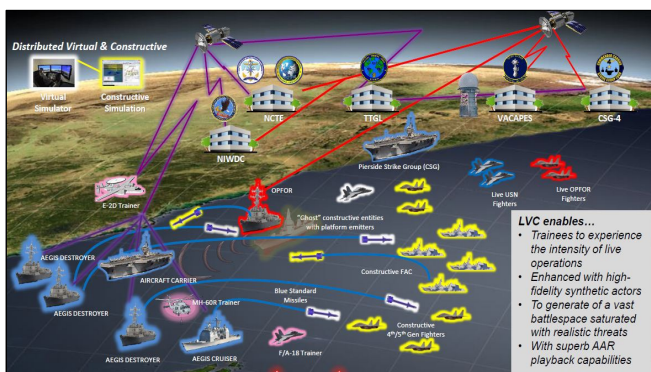 Distributed Virtual & Constructive
Virtual
Simulator
Constructive
Simulation
NCTE
TTGL
VACAPES
CSG-4
NIWDC
Pierside Strike Group (CSG)
E-2D Trainer
OPFOR
Live USN
Fighters
Live OPFOR
Fighters
"Ghost" constructive entities
with platform emitters
AEGIS DESTROYER
AEGIS DESTROYER
AIRCRAFT CARRIER
Constructive FAC
Blue Standard
Missiles
MH-60R Trainer
AEGIS DESTROYER
AEGIS CRUISER
F/A-18 Trainer
Constructive
4th/5th Gen Fighters
LVC enables…
• Trainees to experience
the intensity of live
operations
• Enhanced with high-
fidelity synthetic actors
• To generate of a vast
battlespace saturated
with realistic threats
• With superb AAR
playback capabilities